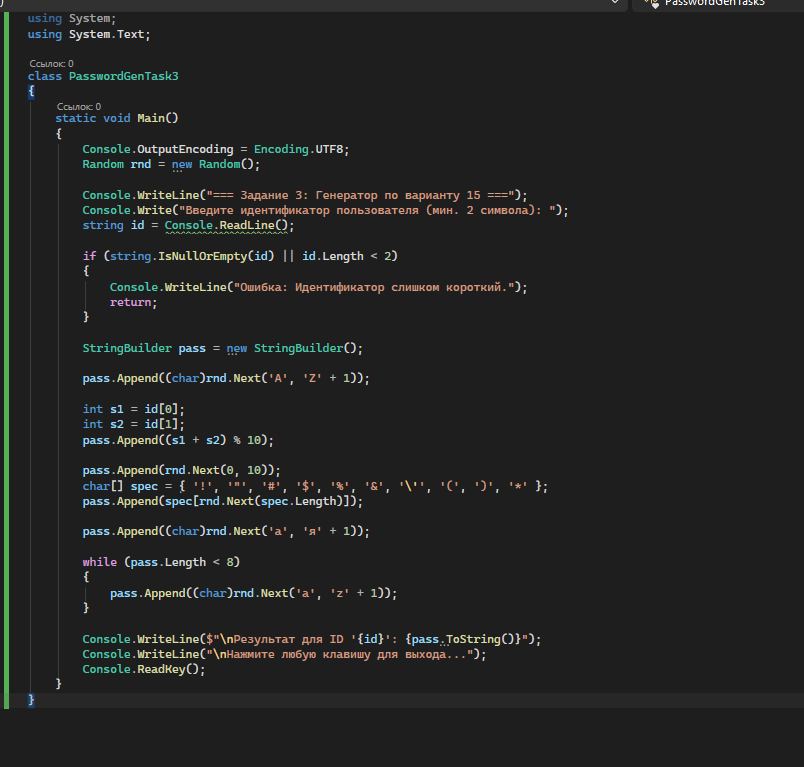 PasswordGenTask3
using System;
using System.Text;
Ссылок: 0
class PasswordGenTask3
{
Ссылок: 0
static void Main()
{
Console.OutputEncoding = Encoding.UTF8;
Random rnd = new Random();
Console.WriteLine("=== Задание 3: Генератор по варианту 15 ===");
Console.Write("Введите идентификатор пользователя (мин. 2 символа): ");
string id = Console.ReadLine();
if (string.IsNullOrEmpty(id) || id.Length < 2)
{
Console.WriteLine("Ошибка: Идентификатор слишком короткий.");
return;
}
StringBuilder pass = new StringBuilder();
pass.Append((char)rnd.Next('A', 'Z' + 1));
int s1 = id[0];
int s2 = id[1];
pass.Append((s1 + s2) % 10);
pass.Append(rnd.Next(0, 10));
char[] spec = { '!', '"', '#', '$', '%', '&', '\'', '(', ')', '*' };
pass.Append(spec[rnd.Next(spec.Length)]);
pass.Append((char)rnd.Next('а', 'я' + 1));
while (pass.Length < 8)
{
pass.Append((char)rnd.Next('a', 'z' + 1));
}
Console.WriteLine($"\nРезультат для ID '{id}': {pass.ToString()}");
Console.WriteLine("\nНажмите любую клавишу для выхода...");
Console.ReadKey();
}
}